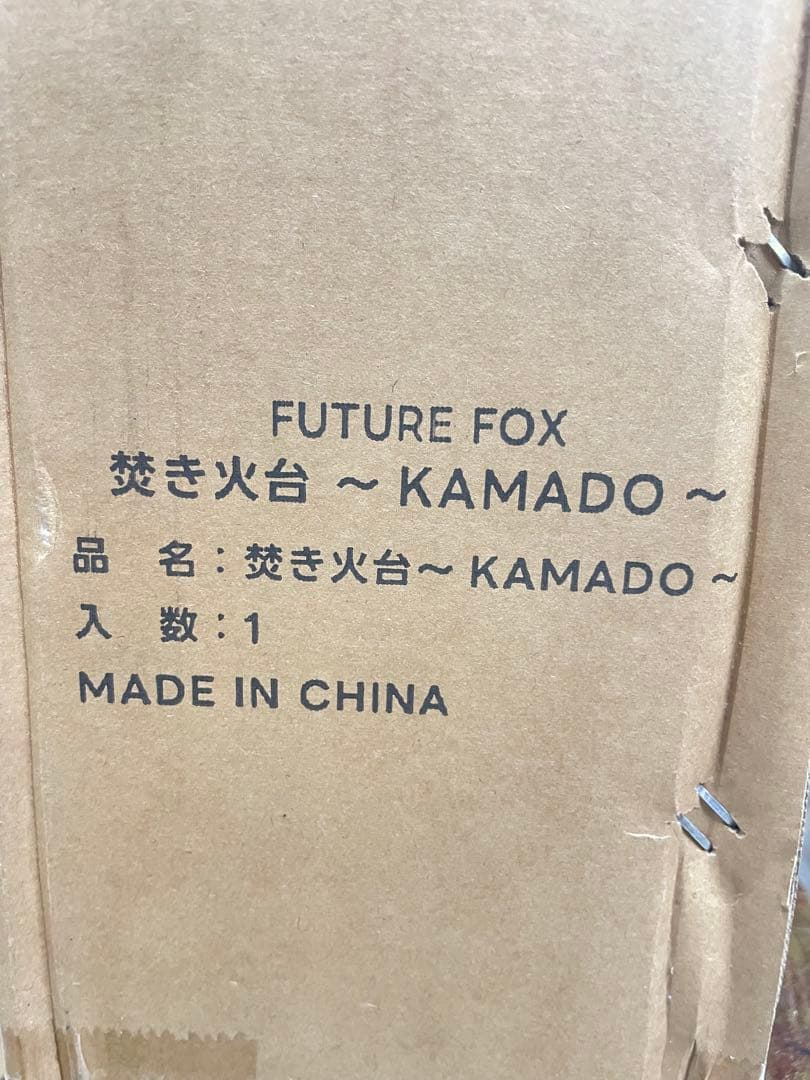 FUTURE FOX
焚き火台 ～ KAMADO ～
品　名：焚き火台～ KAMADO ～
入　数：1
MADE IN CHINA